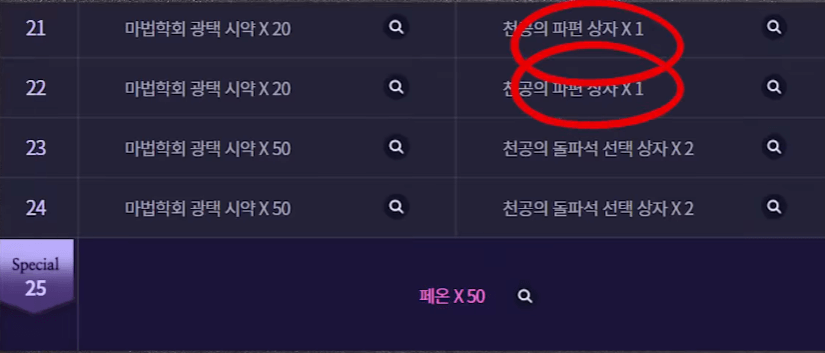 21 마법학회 광택 시약 X 20 천공의 파편 상자 X 1
22 마법학회 광택 시약 X 20 천공의 파편 상자 X 1
23 마법학회 광택 시약 X 50 천공의 돌파석 선택 상자 X 2
24 마법학회 광택 시약 X 50 천공의 돌파석 선택 상자 X 2
Special
25 페온 X 50